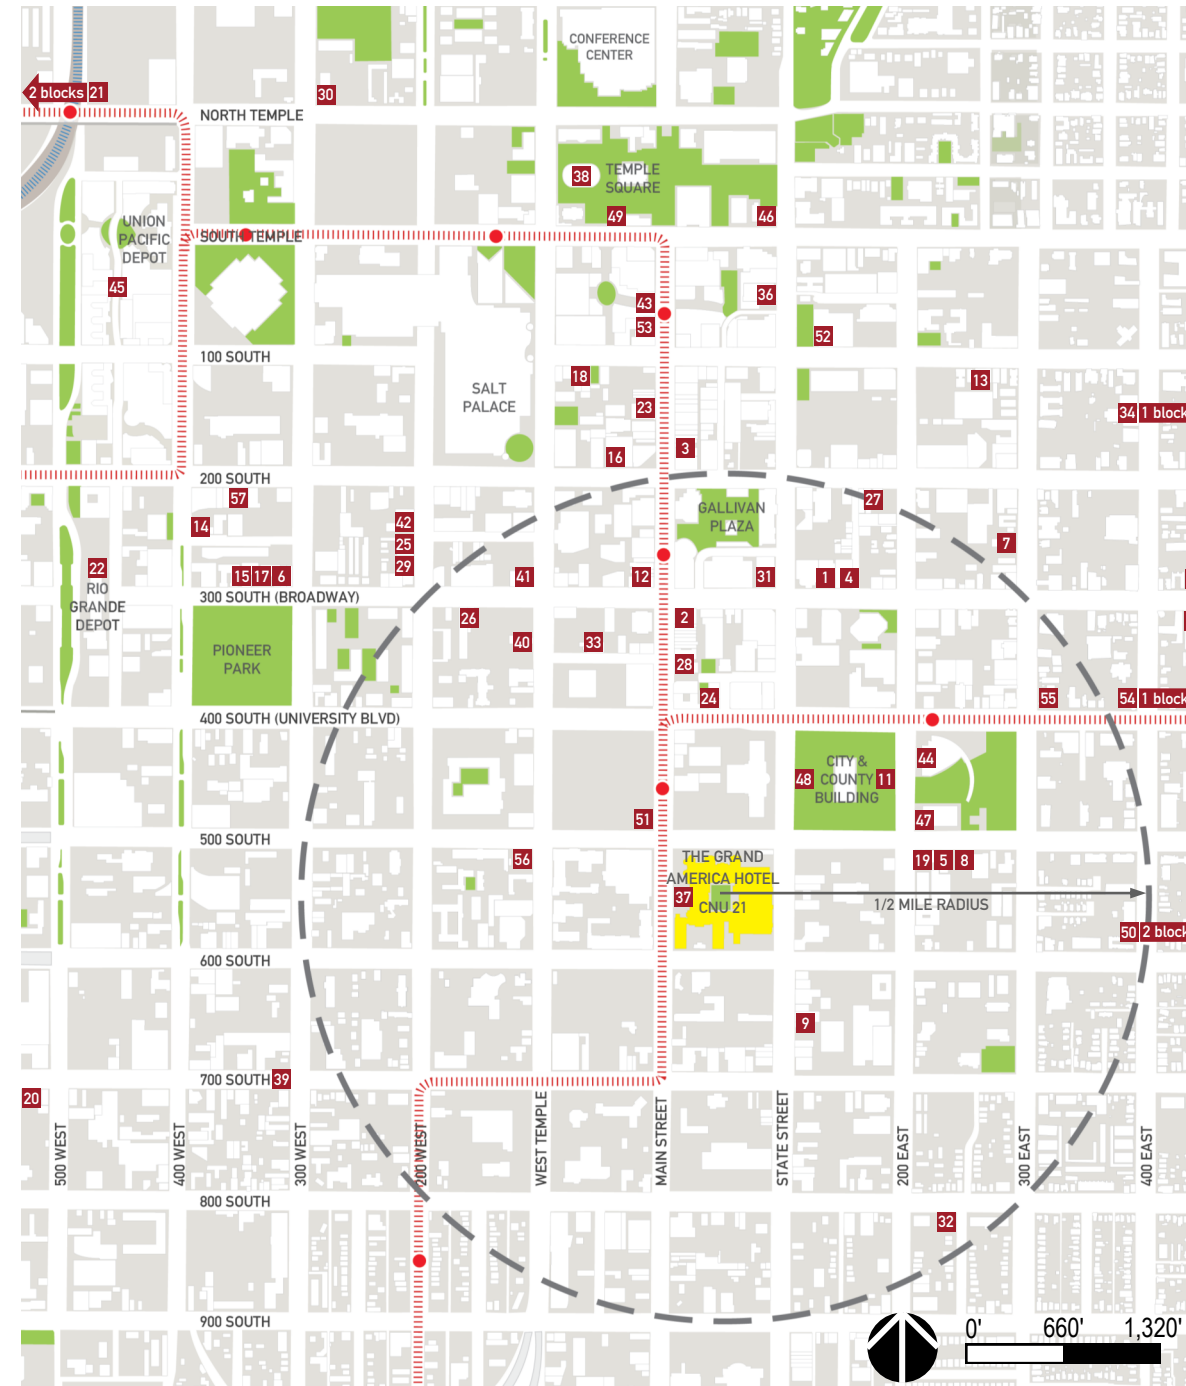 CONFERENCE
CENTER
2 blocks 21
30
NORTH TEMPLE
38
TEMPLE
SQUARE
49
46
UNION
PACIFIC
DEPOT
SOUTH TEMPLE
45
43
53
36
52
100 SOUTH
18
13
SALT
PALACE
23
34 1 block
16
3
200 SOUTH
57
14
42
25
29
27
GALLIVAN
PLAZA
7
22
RIO
GRANDE
DEPOT
15 17 6
41
12
31
1 4
300 SOUTH (BROADWAY)
26
40
33
2
28
24
PIONEER
PARK
55
54 1 block
400 SOUTH (UNIVERSITY BLVD)
44
48
CITY &
COUNTY
BUILDING
11
51
47
500 SOUTH
56
THE GRAND
AMERICA HOTEL
37
CNU 21
19 5 8
1/2 MILE RADIUS
50 2 block
600 SOUTH
9
700 SOUTH 39
20
500 WEST
400 WEST
300 WEST
200 WEST
WEST TEMPLE
MAIN STREET
STATE STREET
200 EAST
300 EAST
400 EAST
800 SOUTH
32
900 SOUTH
0' 660' 1,320'